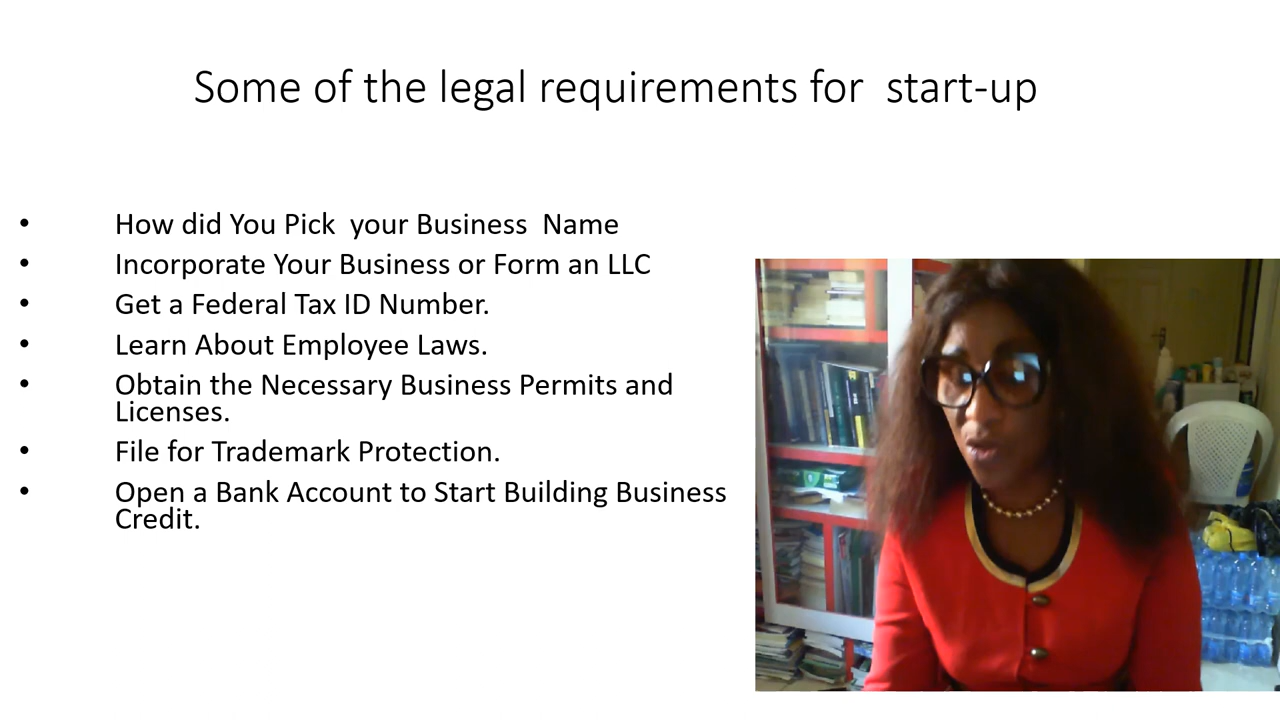 Some of the legal requirements for  start-up
• How did You Pick  your Business  Name
• Incorporate Your Business or Form an LLC
• Get a Federal Tax ID Number.
• Learn About Employee Laws.
• Obtain the Necessary Business Permits and
Licenses.
• File for Trademark Protection.
• Open a Bank Account to Start Building Business
Credit.